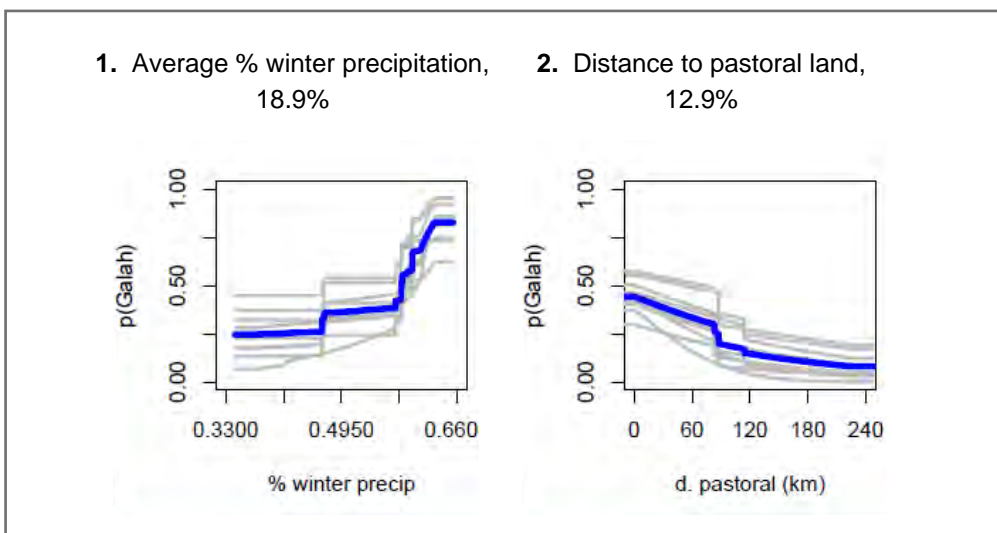 1. Average % winter precipitation,
18.9%
2. Distance to pastoral land,
12.9%
p(Galah)
1.00
0.50
0.00
0.3300 0.4950 0.660
% winter precip
p(Galah)
1.00
0.50
0.00
0 60 120 180 240
d. pastoral (km)